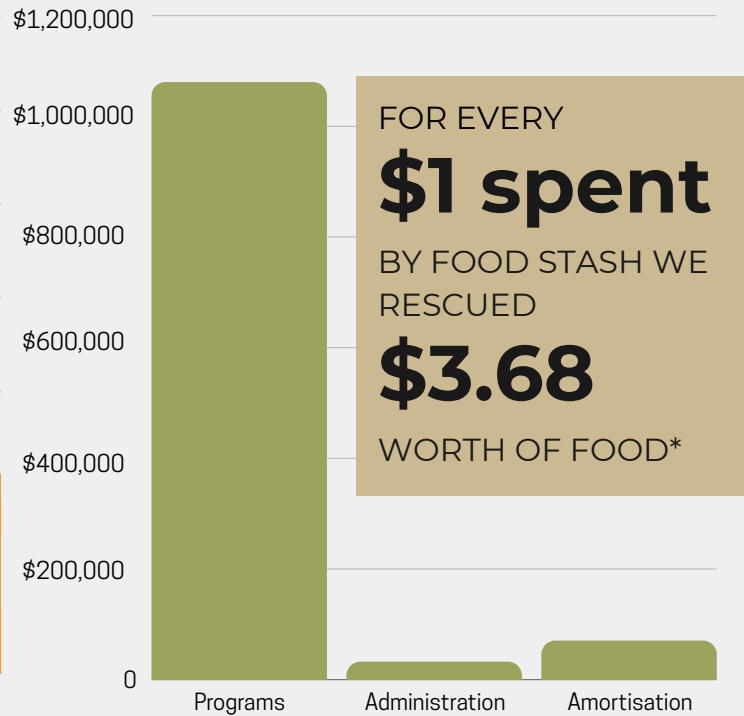 $1,200,000
$1,000,000
$800,000
$600,000
$400,000
$200,000
0
FOR EVERY
$1 spent
BY FOOD STASH WE
RESCUED
$3.68
WORTH OF FOOD*
Programs
Administration
Amortisation